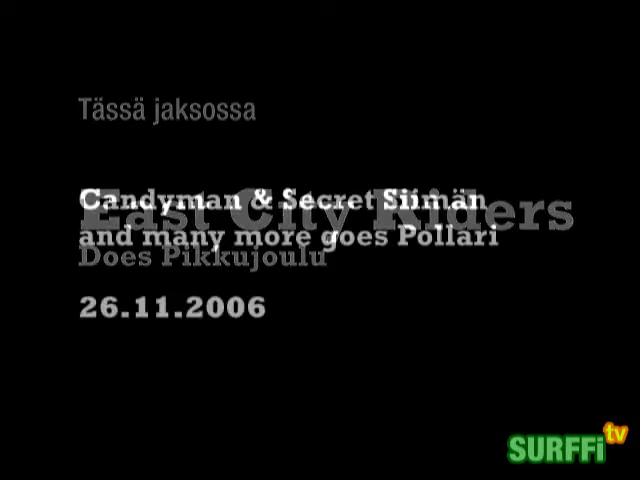 Tässä jaksossa
Candyman & Secret Siimän
East City Riders
and many more goes Pollari
Does Pikkujoulu
26.11.2006
SURFFi tv